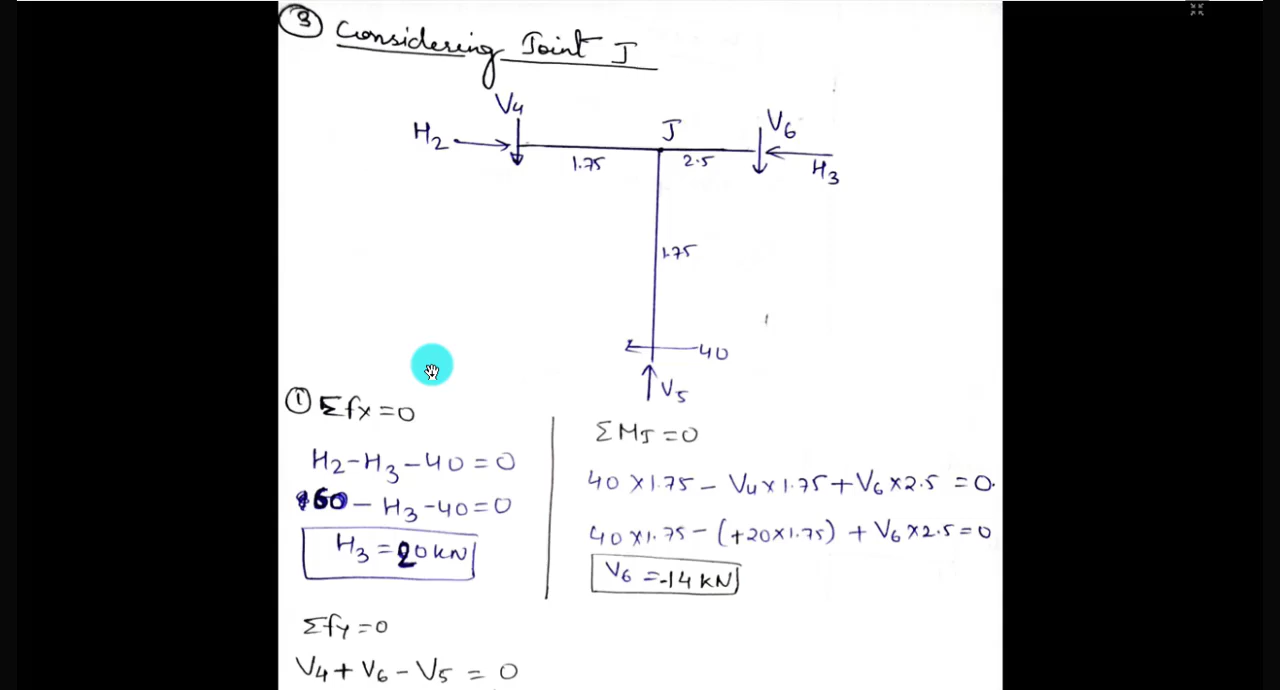 ③ Considering Joint J
V4
H2
J
V6
1.75
2.5
H3
1.75
40
V5
① Σfx = 0
H2 - H3 - 40 = 0
60 - H3 - 40 = 0
H3 = 20 kN
Σfy = 0
V4 + V6 - V5 = 0
ΣMJ = 0
40 × 1.75 - V4 × 1.75 + V6 × 2.5 = 0.
40 × 1.75 - (+20 × 1.75) + V6 × 2.5 = 0
V6 = -14 kN